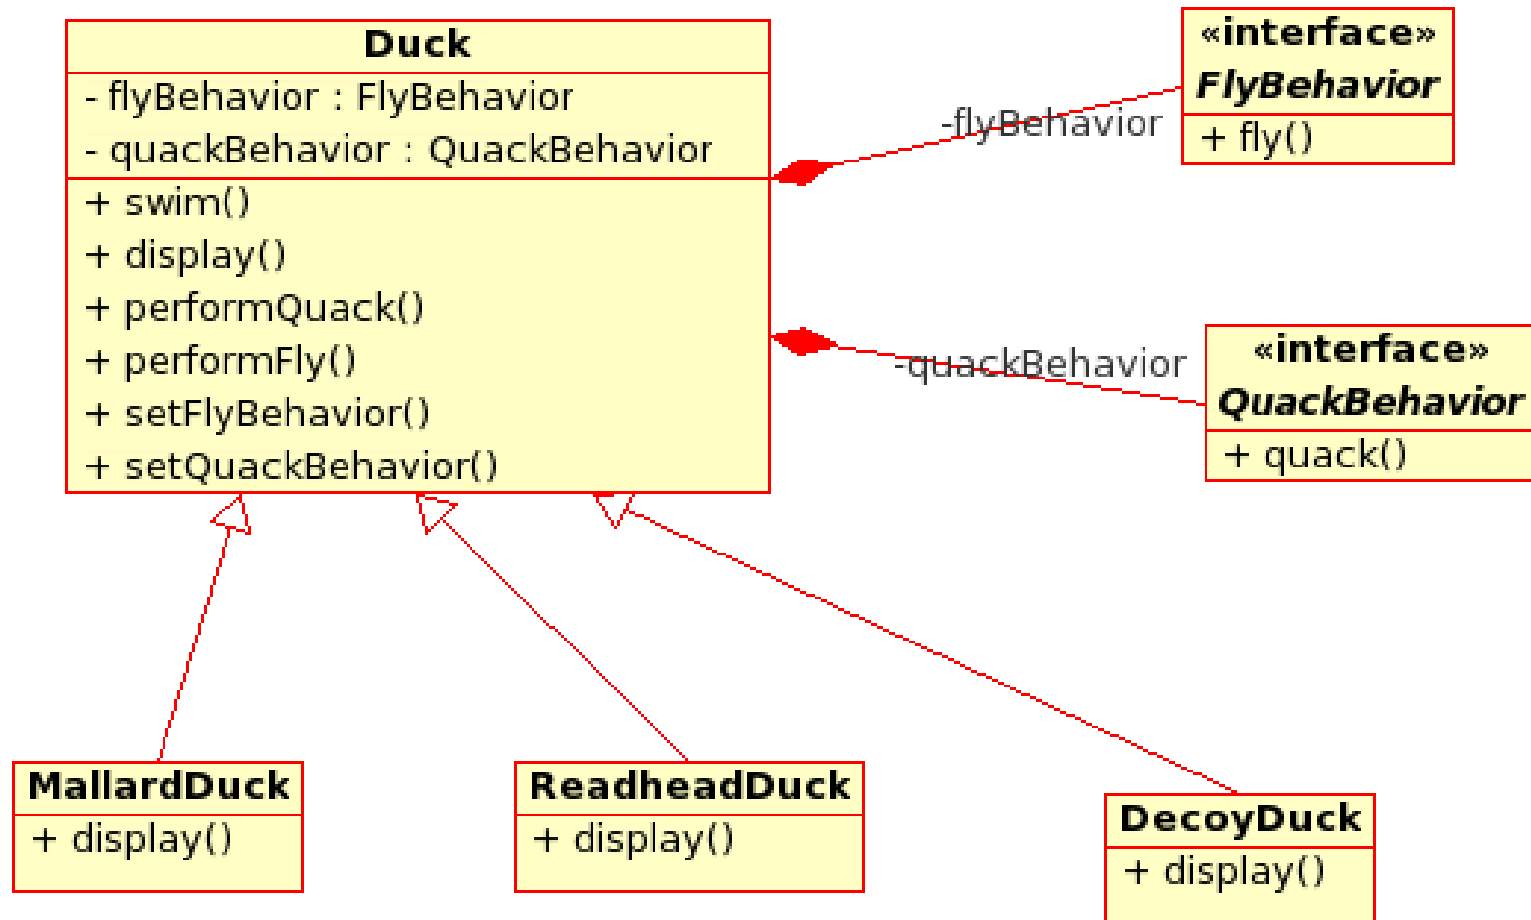 Duck
- flyBehavior : FlyBehavior
- quackBehavior : QuackBehavior
+ swim()
+ display()
+ performQuack()
+ performFly()
+ setFlyBehavior()
+ setQuackBehavior()
-flyBehavior
«interface»
FlyBehavior
+ fly()
-quackBehavior
«interface»
QuackBehavior
+ quack()
MallardDuck
+ display()
ReadheadDuck
+ display()
DecoyDuck
+ display()